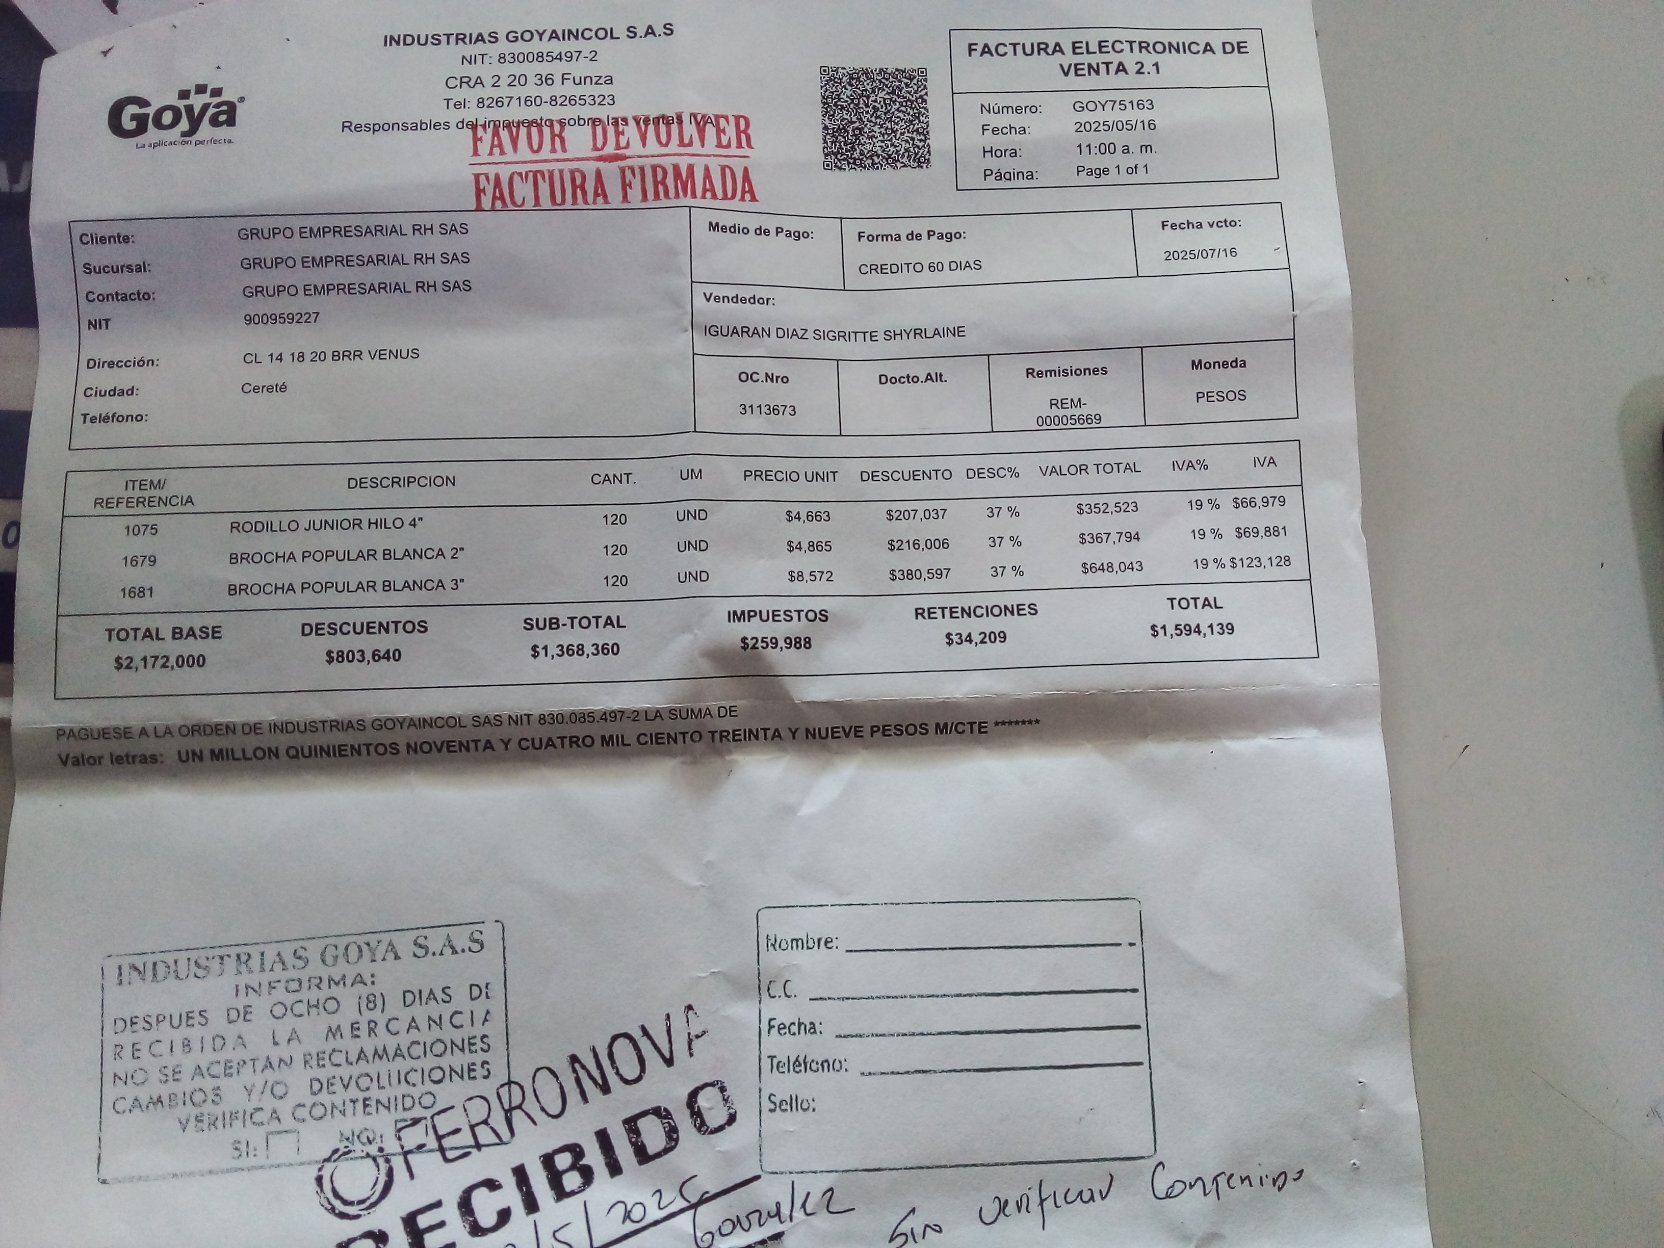 INDUSTRIAS GOYAINCOL S.A.S
NIT: 830085497-2
CRA 2 20 36 Funza
Tel: 8267160-8265323
Responsables del impuesto sobre las ventas IVA
Goya
La aplicación perfecta.
FAVOR DEVOLVER
FACTURA FIRMADA
FACTURA ELECTRONICA DE
VENTA 2.1
Número: GOY75163
Fecha: 2025/05/16
Hora: 11:00 a. m.
Página: Page 1 of 1
Cliente: GRUPO EMPRESARIAL RH SAS
Sucursal: GRUPO EMPRESARIAL RH SAS
Contacto: GRUPO EMPRESARIAL RH SAS
NIT 900959227
Dirección: CL 14 18 20 BRR VENUS
Ciudad: Cereté
Teléfono:
Medio de Pago:
Forma de Pago:
CREDITO 60 DIAS
Fecha vcto:
2025/07/16
Vendedor:
IGUARAN DIAZ SIGRITTE SHYRLAINE
OC.Nro Docto.Alt. Remisiones Moneda
3113673 REM-00005669 PESOS
ITEM/REFERENCIA DESCRIPCION CANT. UM PRECIO UNIT DESCUENTO DESC% VALOR TOTAL IVA% IVA
1075 RODILLO JUNIOR HILO 4" 120 UND $4,663 $207,037 37 % $352,523 19 % $66,979
1679 BROCHA POPULAR BLANCA 2" 120 UND $4,865 $216,006 37 % $367,794 19 % $69,881
1681 BROCHA POPULAR BLANCA 3" 120 UND $8,572 $380,597 37 % $648,043 19 % $123,128
TOTAL BASE DESCUENTOS SUB-TOTAL IMPUESTOS RETENCIONES TOTAL
$2,172,000 $803,640 $1,368,360 $259,988 $34,209 $1,594,139
PAGUESE A LA ORDEN DE INDUSTRIAS GOYAINCOL SAS NIT 830.085.497-2 LA SUMA DE
Valor letras: UN MILLON QUINIENTOS NOVENTA Y CUATRO MIL CIENTO TREINTA Y NUEVE PESOS M/CTE *******
INDUSTRIAS GOYA S.A.S
INFORMA:
DESPUES DE OCHO (8) DIAS DE
RECIBIDA LA MERCANCIA
NO SE ACEPTAN RECLAMACIONES
CAMBIOS Y/O DEVOLUCIONES
VERIFICA CONTENIDO
SI: NO:
Nombre:
C.C.
Fecha:
Teléfono:
Sello:
FERRONOVA
RECIBIDO
/5/2025
González
Sin verificar Contenido